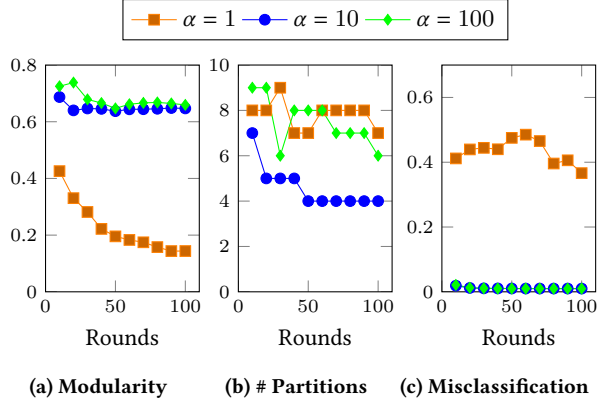 α = 1 α = 10 α = 100
0.8
0.6
0.4
0.2
0
0 50 100
Rounds
10
8
6
4
2
0
0 50 100
Rounds
0.6
0.4
0.2
0
0 50 100
Rounds
(a) Modularity (b) # Partitions (c) Misclassification